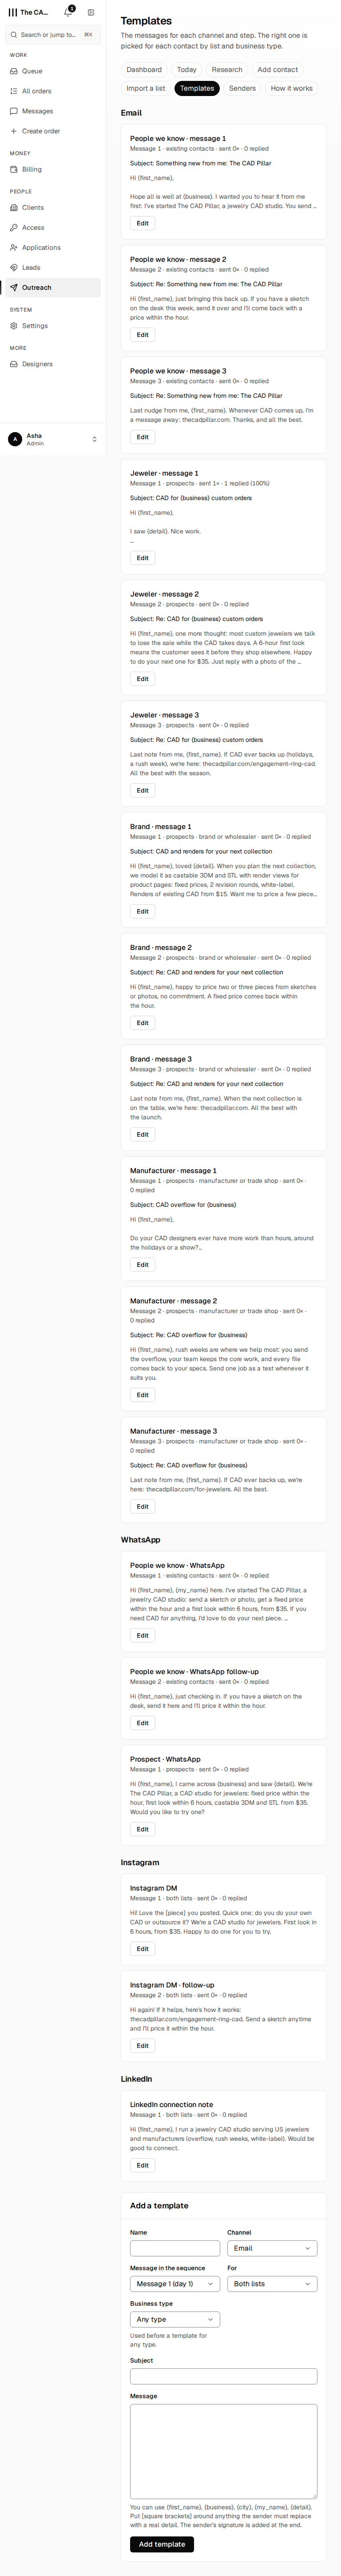 The CA...
1
Search or jump to...
⌘K
WORK
Queue
All orders
Messages
Create order
MONEY
Billing
PEOPLE
Clients
Access
Applications
Leads
Outreach
SYSTEM
Settings
MORE
Designers
A
Asha
Admin
Templates
The messages for each channel and step. The right one is
picked for each contact by list and business type.
Dashboard
Today
Research
Add contact
Import a list
Templates
Senders
How it works
Email
People we know · message 1
Message 1 · existing contacts · sent 0× · 0 replied
Subject: Something new from me: The CAD Pillar
Hi {first_name},
Hope all is well at {business}. I wanted you to hear it from me
first: I've started The CAD Pillar, a jewelry CAD studio. You send ...
Edit
People we know · message 2
Message 2 · existing contacts · sent 0× · 0 replied
Subject: Re: Something new from me: The CAD Pillar
Hi {first_name}, just bringing this back up. If you have a sketch
on the desk this week, send it over and I'll come back with a
price within the hour.
Edit
People we know · message 3
Message 3 · existing contacts · sent 0× · 0 replied
Subject: Re: Something new from me: The CAD Pillar
Last nudge from me, {first_name}. Whenever CAD comes up, I'm
a message away: thecadpillar.com. Thanks, and all the best.
Edit
Jeweler · message 1
Message 1 · prospects · sent 1× · 1 replied (100%)
Subject: CAD for {business} custom orders
Hi {first_name},
I saw {detail}. Nice work.
...
Edit
Jeweler · message 2
Message 2 · prospects · sent 0× · 0 replied
Subject: Re: CAD for {business} custom orders
Hi {first_name}, one more thought: most custom jewelers we talk
to lose the sale while the CAD takes days. A 6-hour first look
means the customer sees it before they shop elsewhere. Happy
to do your next one for $35. Just reply with a photo of the ...
Edit
Jeweler · message 3
Message 3 · prospects · sent 0× · 0 replied
Subject: Re: CAD for {business} custom orders
Last note from me, {first_name}. If CAD ever backs up (holidays,
a rush week), we're here: thecadpillar.com/engagement-ring-cad.
All the best with the season.
Edit
Brand · message 1
Message 1 · prospects · brand or wholesaler · sent 0× · 0 replied
Subject: CAD and renders for your next collection
Hi {first_name}, loved {detail}. When you plan the next collection,
we model it as castable 3DM and STL with render views for
product pages: fixed prices, 2 revision rounds, white-label.
Renders of existing CAD from $15. Want me to price a few piece...
Edit
Brand · message 2
Message 2 · prospects · brand or wholesaler · sent 0× · 0 replied
Subject: Re: CAD and renders for your next collection
Hi {first_name}, happy to price two or three pieces from sketches
or photos, no commitment. A fixed price comes back within
the hour.
Edit
Brand · message 3
Message 3 · prospects · brand or wholesaler · sent 0× · 0 replied
Subject: Re: CAD and renders for your next collection
Last note from me, {first_name}. When the next collection is
on the table, we're here: thecadpillar.com. All the best with
the launch.
Edit
Manufacturer · message 1
Message 1 · prospects · manufacturer or trade shop · sent 0× ·
0 replied
Subject: CAD overflow for {business}
Hi {first_name},
Do your CAD designers ever have more work than hours, around
the holidays or a show?...
Edit
Manufacturer · message 2
Message 2 · prospects · manufacturer or trade shop · sent 0× ·
0 replied
Subject: Re: CAD overflow for {business}
Hi {first_name}, rush weeks are where we help most: you send
the overflow, your team keeps the core work, and every file
comes back to your specs. Send one job as a test whenever it
suits you.
Edit
Manufacturer · message 3
Message 3 · prospects · manufacturer or trade shop · sent 0× ·
0 replied
Subject: Re: CAD overflow for {business}
Last note from me, {first_name}. If CAD ever backs up, we're
here: thecadpillar.com/for-jewelers. All the best.
Edit
WhatsApp
People we know · WhatsApp
Message 1 · existing contacts · sent 0× · 0 replied
Hi {first_name}, {my_name} here. I've started The CAD Pillar, a
jewelry CAD studio: send a sketch or photo, get a fixed price
within the hour and a first look within 6 hours, from $35. If you
need CAD for anything, I'd love to do your next piece. ...
Edit
People we know · WhatsApp follow-up
Message 2 · existing contacts · sent 0× · 0 replied
Hi {first_name}, just checking in. If you have a sketch on the
desk, send it here and I'll price it within the hour.
Edit
Prospect · WhatsApp
Message 1 · prospects · sent 0× · 0 replied
Hi {first_name}, I came across {business} and saw {detail}. We're
The CAD Pillar, a CAD studio for jewelers: fixed price within the
hour, first look within 6 hours, castable 3DM and STL from $35.
Would you like to try one?
Edit
Instagram
Instagram DM
Message 1 · both lists · sent 0× · 0 replied
Hi! Love the [piece] you posted. Quick one: do you do your own
CAD or outsource it? We're a CAD studio for jewelers. First look in
6 hours, from $35. Happy to do one for you to try.
Edit
Instagram DM · follow-up
Message 2 · both lists · sent 0× · 0 replied
Hi again! If it helps, here's how it works:
thecadpillar.com/engagement-ring-cad. Send a sketch anytime
and I'll price it within the hour.
Edit
LinkedIn
LinkedIn connection note
Message 1 · both lists · sent 0× · 0 replied
Hi {first_name}, I run a jewelry CAD studio serving US jewelers
and manufacturers (overflow, rush weeks, white-label). Would be
good to connect.
Edit
Add a template
Name
Channel
Email
Message in the sequence
For
Message 1 (day 1)
Both lists
Business type
Any type
Used before a template for
any type.
Subject
Message
You can use {first_name}, {business}, {city}, {my_name}, {detail}.
Put [square brackets] around anything the sender must replace
with a real detail. The sender's signature is added at the end.
Add template